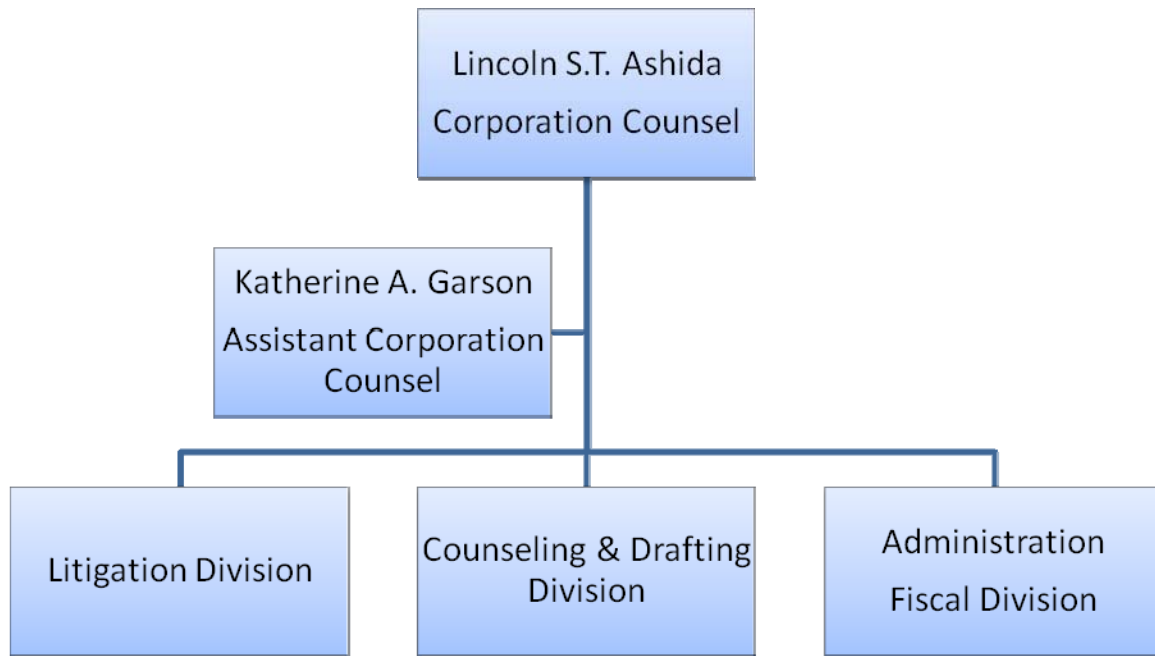 Lincoln S.T. Ashida
Corporation Counsel
Katherine A. Garson
Assistant Corporation
Counsel
Litigation Division
Counseling & Drafting
Division
Administration
Fiscal Division